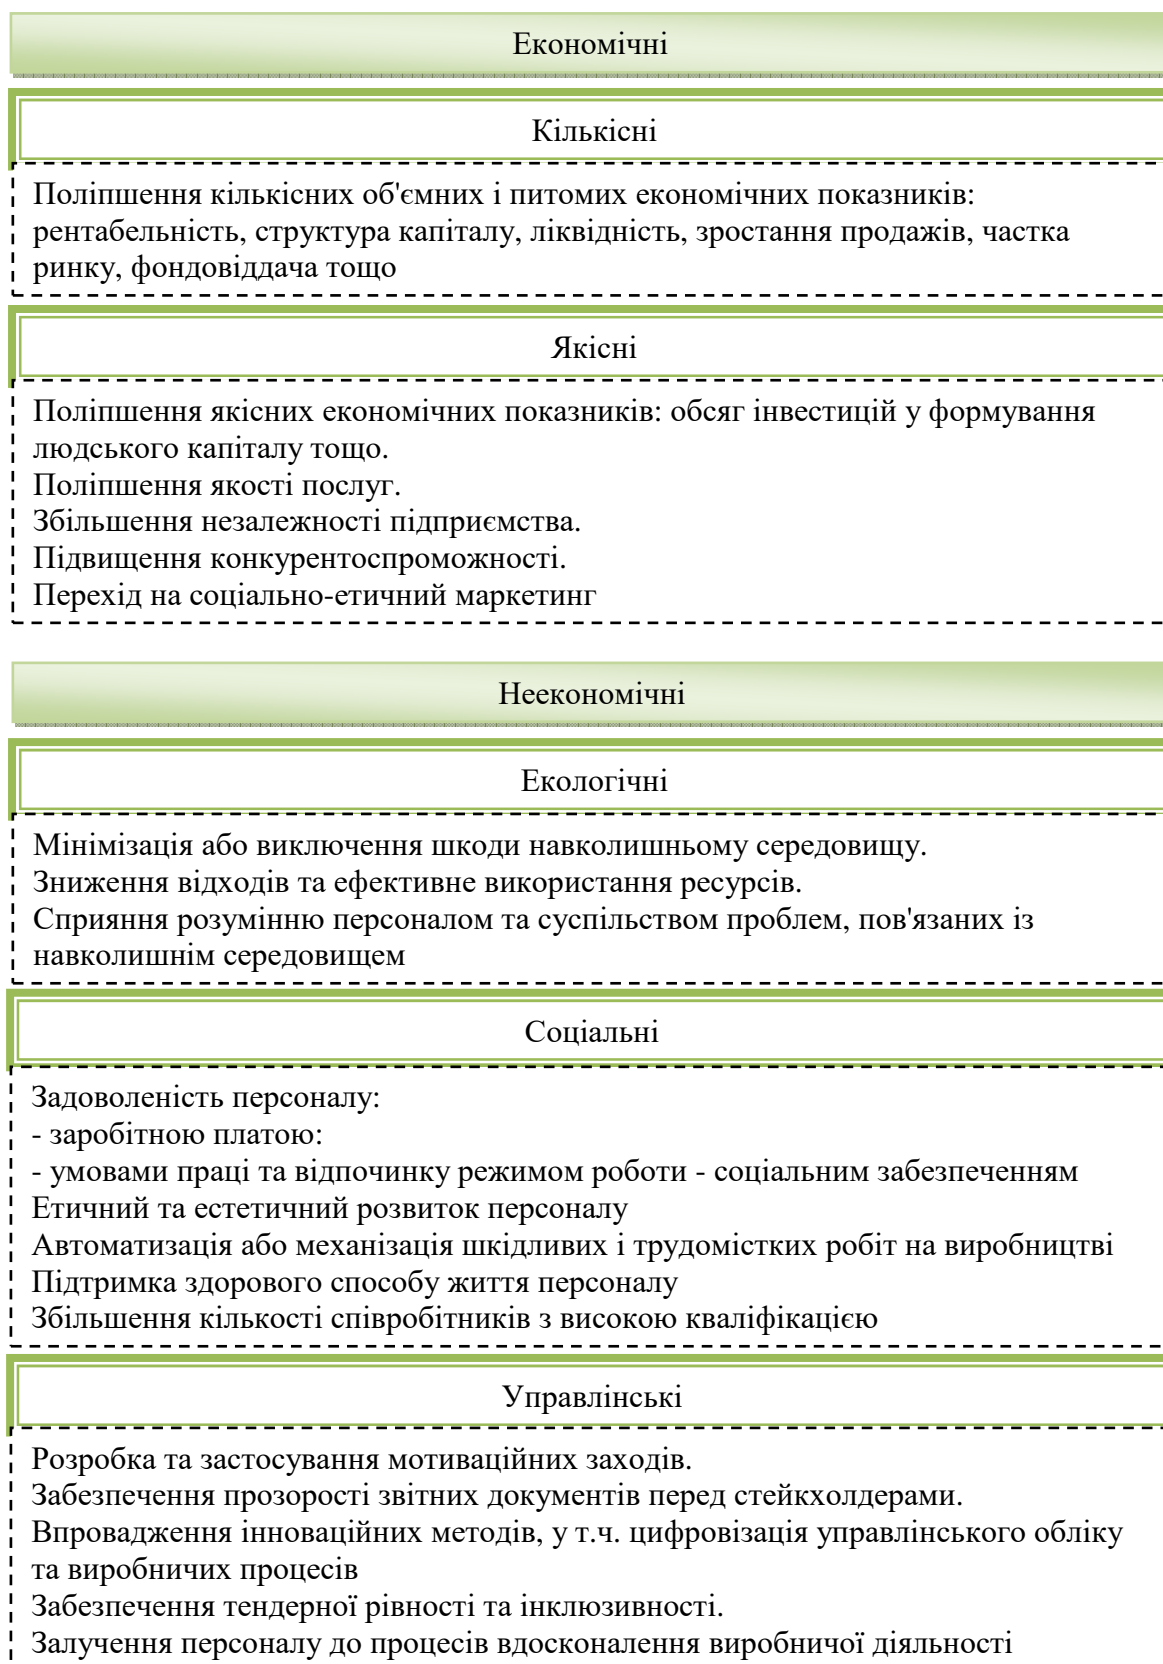 Економічні
Кількісні
Поліпшення кількісних об'ємних і питомих економічних показників:
рентабельність, структура капіталу, ліквідність, зростання продажів, частка
ринку, фондовіддача тощо
Якісні
Поліпшення якісних економічних показників: обсяг інвестицій у формування
людського капіталу тощо.
Поліпшення якості послуг.
Збільшення незалежності підприємства.
Підвищення конкурентоспроможності.
Перехід на соціально-етичний маркетинг
Неекономічні
Екологічні
Мінімізація або виключення шкоди навколишньому середовищу.
Зниження відходів та ефективне використання ресурсів.
Сприяння розумінню персоналом та суспільством проблем, пов'язаних із
навколишнім середовищем
Соціальні
Задоволеність персоналу:
- заробітною платою:
- умовами праці та відпочинку режимом роботи - соціальним забезпеченням
Етичний та естетичний розвиток персоналу
Автоматизація або механізація шкідливих і трудомістких робіт на виробництві
Підтримка здорового способу життя персоналу
Збільшення кількості співробітників з високою кваліфікацією
Управлінські
Розробка та застосування мотиваційних заходів.
Забезпечення прозорості звітних документів перед стейкхолдерами.
Впровадження інноваційних методів, у т.ч. цифровізація управлінського обліку
та виробничих процесів
Забезпечення тендерної рівності та інклюзивності.
Залучення персоналу до процесів вдосконалення виробничої діяльності